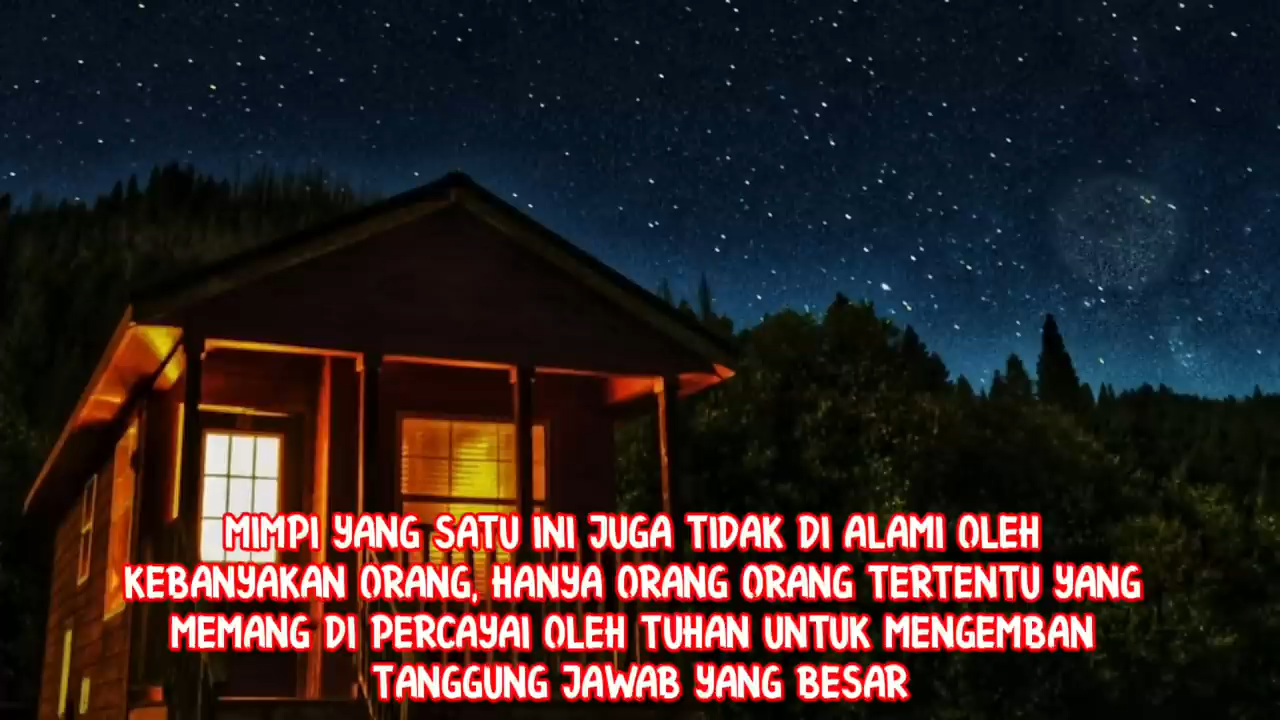 MIMPI YANG SATU INI JUGA TIDAK DI ALAMI OLEH
KEBANYAKAN ORANG, HANYA ORANG ORANG TERTENTU YANG
MEMANG DI PERCAYAI OLEH TUHAN UNTUK MENGEMBAN
TANGGUNG JAWAB YANG BESAR